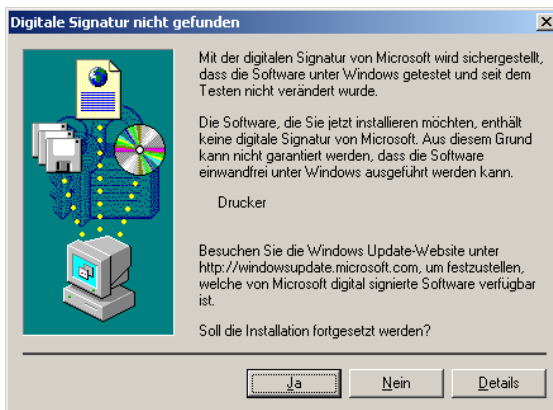 Digitale Signatur nicht gefunden
Mit der digitalen Signatur von Microsoft wird sichergestellt,
dass die Software unter Windows getestet und seit dem
Testen nicht verändert wurde.
Die Software, die Sie jetzt installieren möchten, enthält
keine digitale Signatur von Microsoft. Aus diesem Grund
kann nicht garantiert werden, dass die Software
einwandfrei unter Windows ausgeführt werden kann.
Drucker
Besuchen Sie die Windows Update-Website unter
http://windowsupdate.microsoft.com, um festzustellen,
welche von Microsoft digital signierte Software verfügbar
ist.
Soll die Installation fortgesetzt werden?
Ja Nein Details